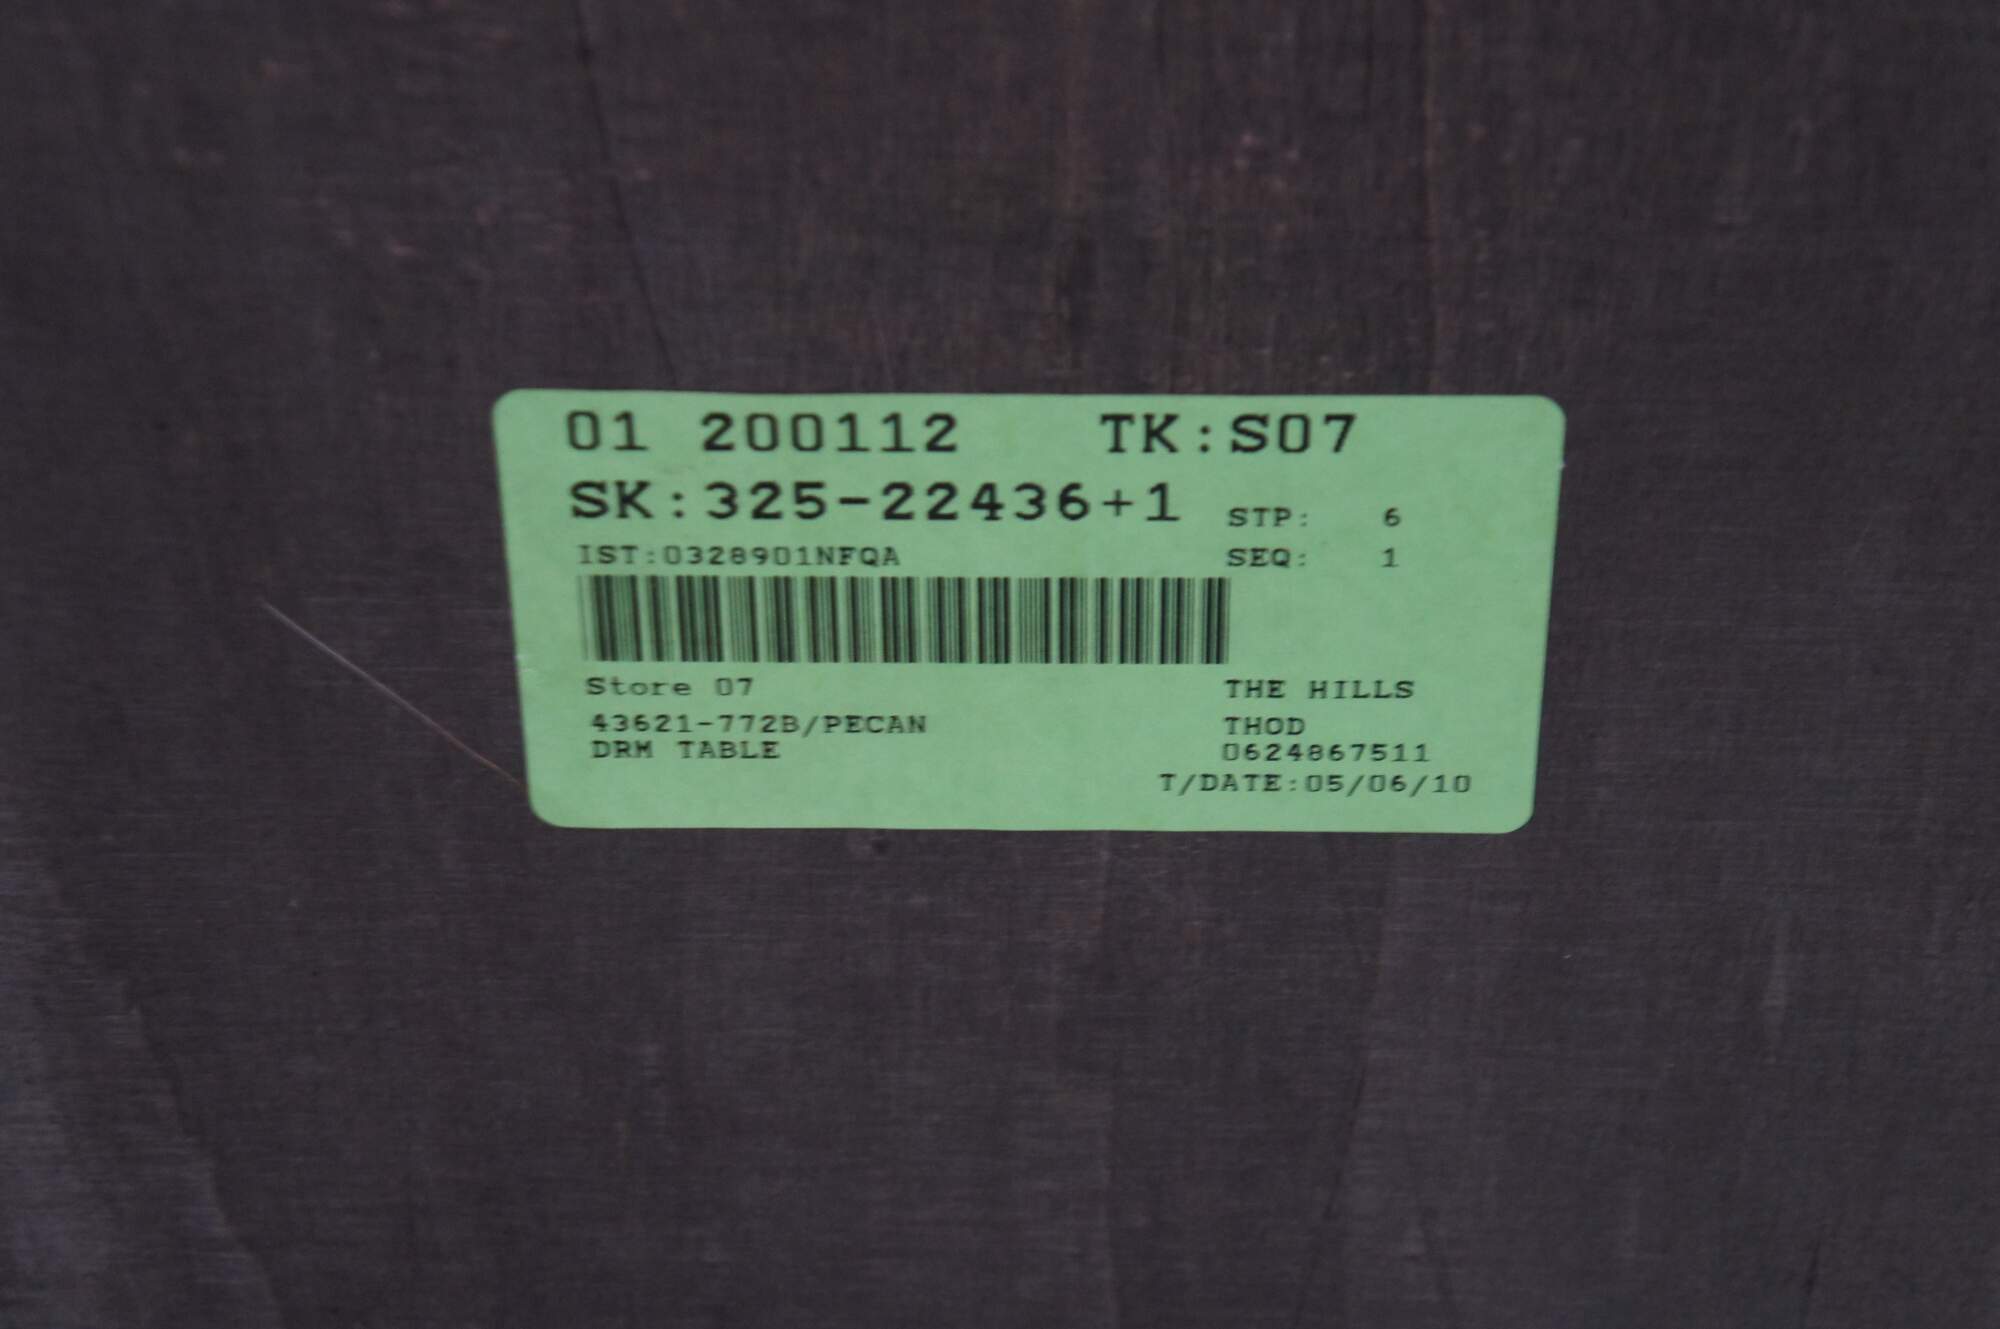 01 200112 TK:S07
SK:325-22436+1 STP: 6
IST:0328901NFQA SEQ: 1
Store 07 THE HILLS
43621-772B/PECAN THOD
DRM TABLE 0624867511
T/DATE:05/06/10